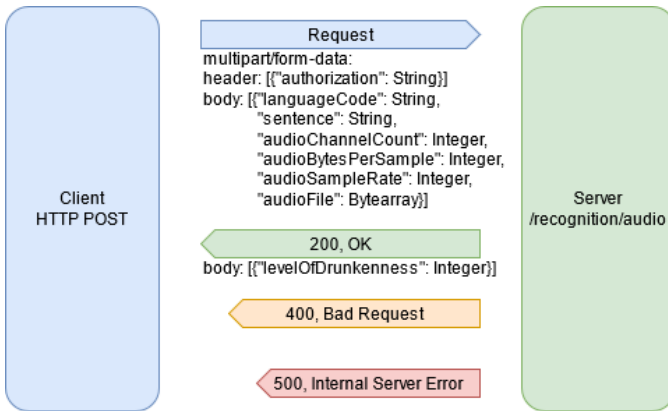 Request
multipart/form-data:
header: [{"authorization": String}]
body: [{"languageCode": String,
"sentence": String,
"audioChannelCount": Integer,
"audioBytesPerSample": Integer,
"audioSampleRate": Integer,
"audioFile": Bytearray}]
Client
HTTP POST
Server
/recognition/audio
200, OK
body: [{"levelOfDrunkenness": Integer}]
400, Bad Request
500, Internal Server Error